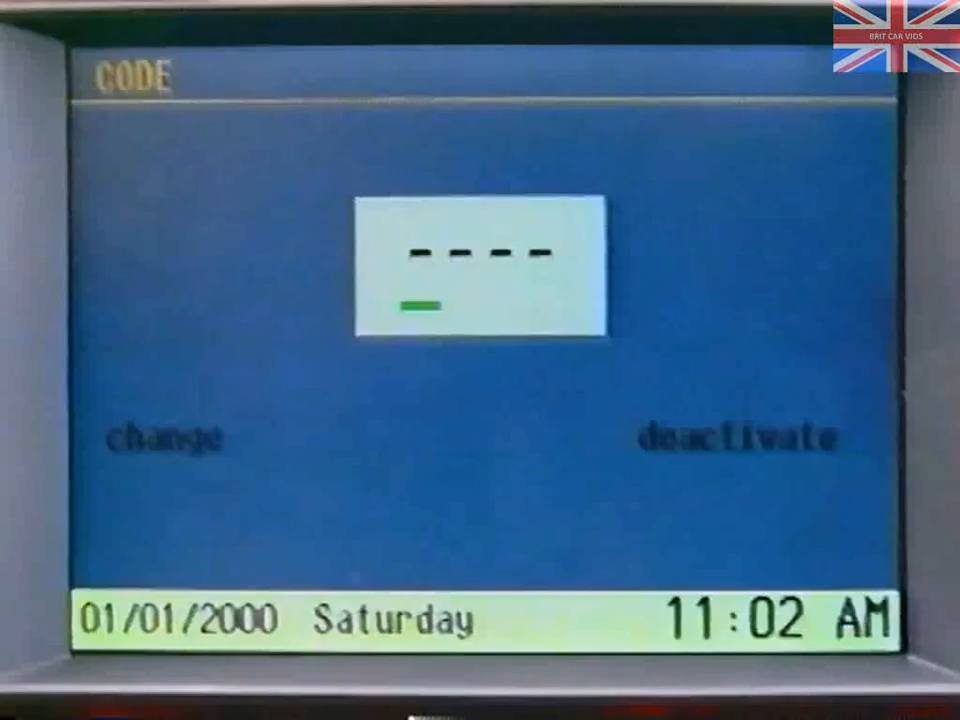 BRIT CAR VIDS
CODE
- - - -
change deactivate
01/01/2000 Saturday 11:02 AM